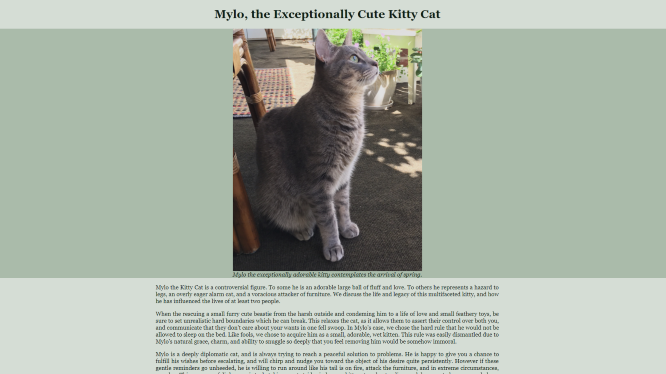 Mylo, the Exceptionally Cute Kitty Cat
Mylo the exceptionally adorable kitty contemplates the arrival of spring.
Mylo the Kitty Cat is a controversial figure. To some he is an adorable large ball of fluff and love. To others he represents a hazard to
legs, an overly eager alarm cat, and a voracious attacker of furniture. We discuss the life and legacy of this multifaceted kitty, and how
he has influenced the lives of at least two people.
When the rescuing a small furry cute beastie from the harsh outside and condemning him to a life of love and small feathery toys, be
sure to set unrealistic hard boundaries which he can break. This relaxes the cat, as it allows them to assert their control over both you,
and communicate that they don't care about your wants in one fell swoop. In Mylo's case, we chose the hard rule that he would not be
allowed to sleep on the bed. Like fools, we chose to acquire him as a small, adorable, wet kitten. This rule was easily dismantled due to
Mylo's natural grace, charm, and ability to snuggle so deeply that you feel removing him would be somehow immoral.
Mylo is a deeply diplomatic cat, and is always trying to reach a peaceful solution to problems. He is happy to give you a chance to
fulfill his wishes before escalating, and will chirp and nudge you toward the object of his desire quite persistently. However if these
gentle reminders go unheeded, he is willing to run around like his tail is on fire, attack the furniture, and in extreme circumstances,